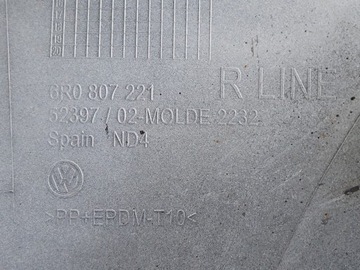 6R0 807 221 R LINE
52397 / 02-MOLDE 2232
Spain ND4
>PP+EPDM-T10<